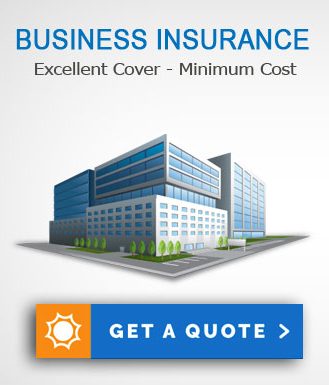 BUSINESS INSURANCE
Excellent Cover - Minimum Cost
GET A QUOTE >